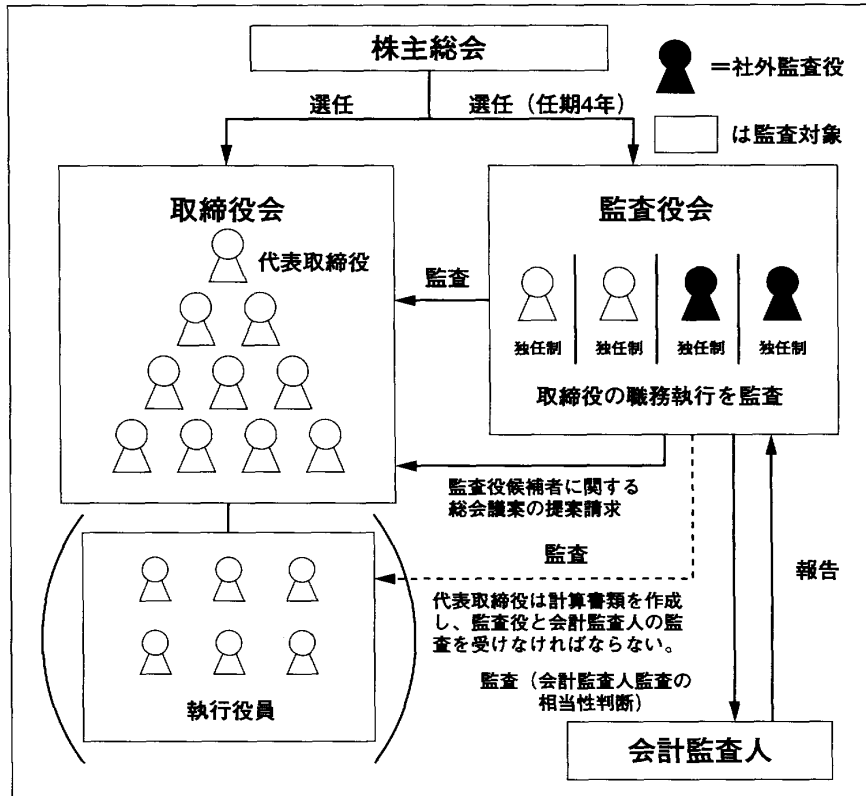 株主総会
＝社外監査役
は監査対象
選任
選任（任期4年）
取締役会
代表取締役
監査
監査役会
独任制
独任制
独任制
独任制
取締役の職務執行を監査
監査役候補者に関する
総会議案の提案請求
監査
報告
代表取締役は計算書類を作成
し、監査役と会計監査人の監
査を受けなければならない。
監査（会計監査人監査の
相当性判断）
執行役員
会計監査人